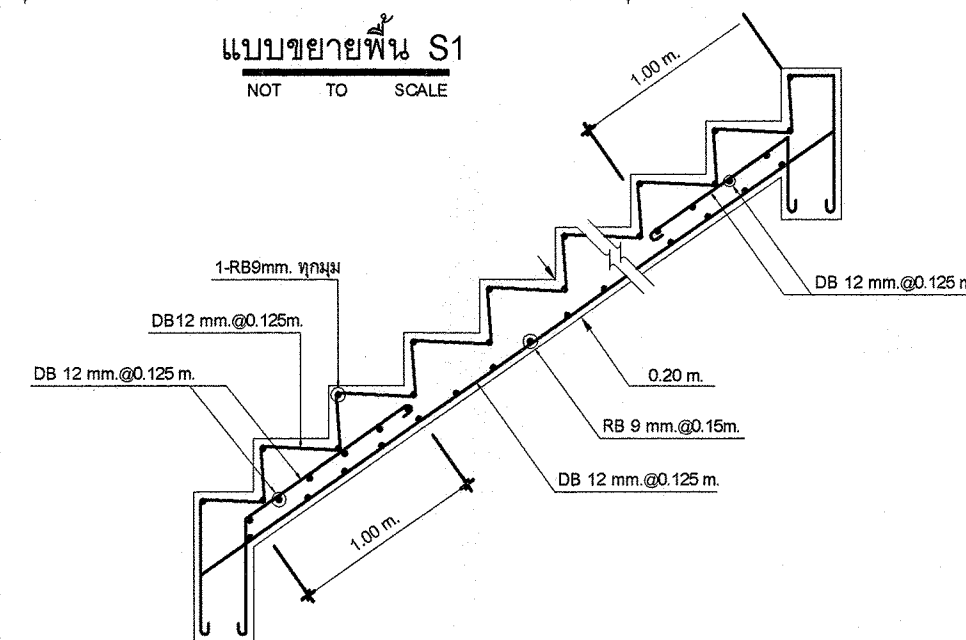 แบบขยายพื้น S1
NOT TO SCALE
1.00 m.
1-RB9mm. ทุกมุม
DB12 mm.@0.125m.
DB 12 mm.@0.125 m.
DB 12 mm.@0.125 m
0.20 m.
RB 9 mm.@0.15m.
DB 12 mm.@0.125 m.
1.00 m.